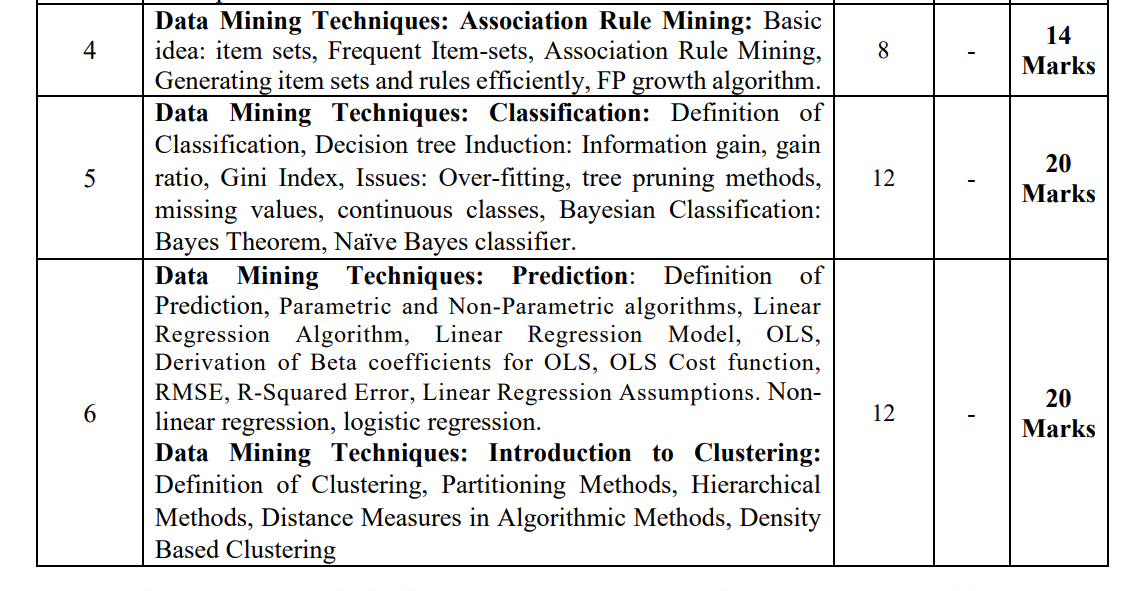 Data Mining Techniques: Association Rule Mining: Basic
idea: item sets, Frequent Item-sets, Association Rule Mining,
Generating item sets and rules efficiently, FP growth algorithm.
4
8
-
14
Marks
Data Mining Techniques: Classification: Definition of
Classification, Decision tree Induction: Information gain, gain
ratio, Gini Index, Issues: Over-fitting, tree pruning methods,
missing values, continuous classes, Bayesian Classification:
Bayes Theorem, Naïve Bayes classifier.
5
12
-
20
Marks
Data Mining Techniques: Prediction: Definition of
Prediction, Parametric and Non-Parametric algorithms, Linear
Regression Algorithm, Linear Regression Model, OLS,
Derivation of Beta coefficients for OLS, OLS Cost function,
RMSE, R-Squared Error, Linear Regression Assumptions. Non-
linear regression, logistic regression.
Data Mining Techniques: Introduction to Clustering:
Definition of Clustering, Partitioning Methods, Hierarchical
Methods, Distance Measures in Algorithmic Methods, Density
Based Clustering
6
12
-
20
Marks